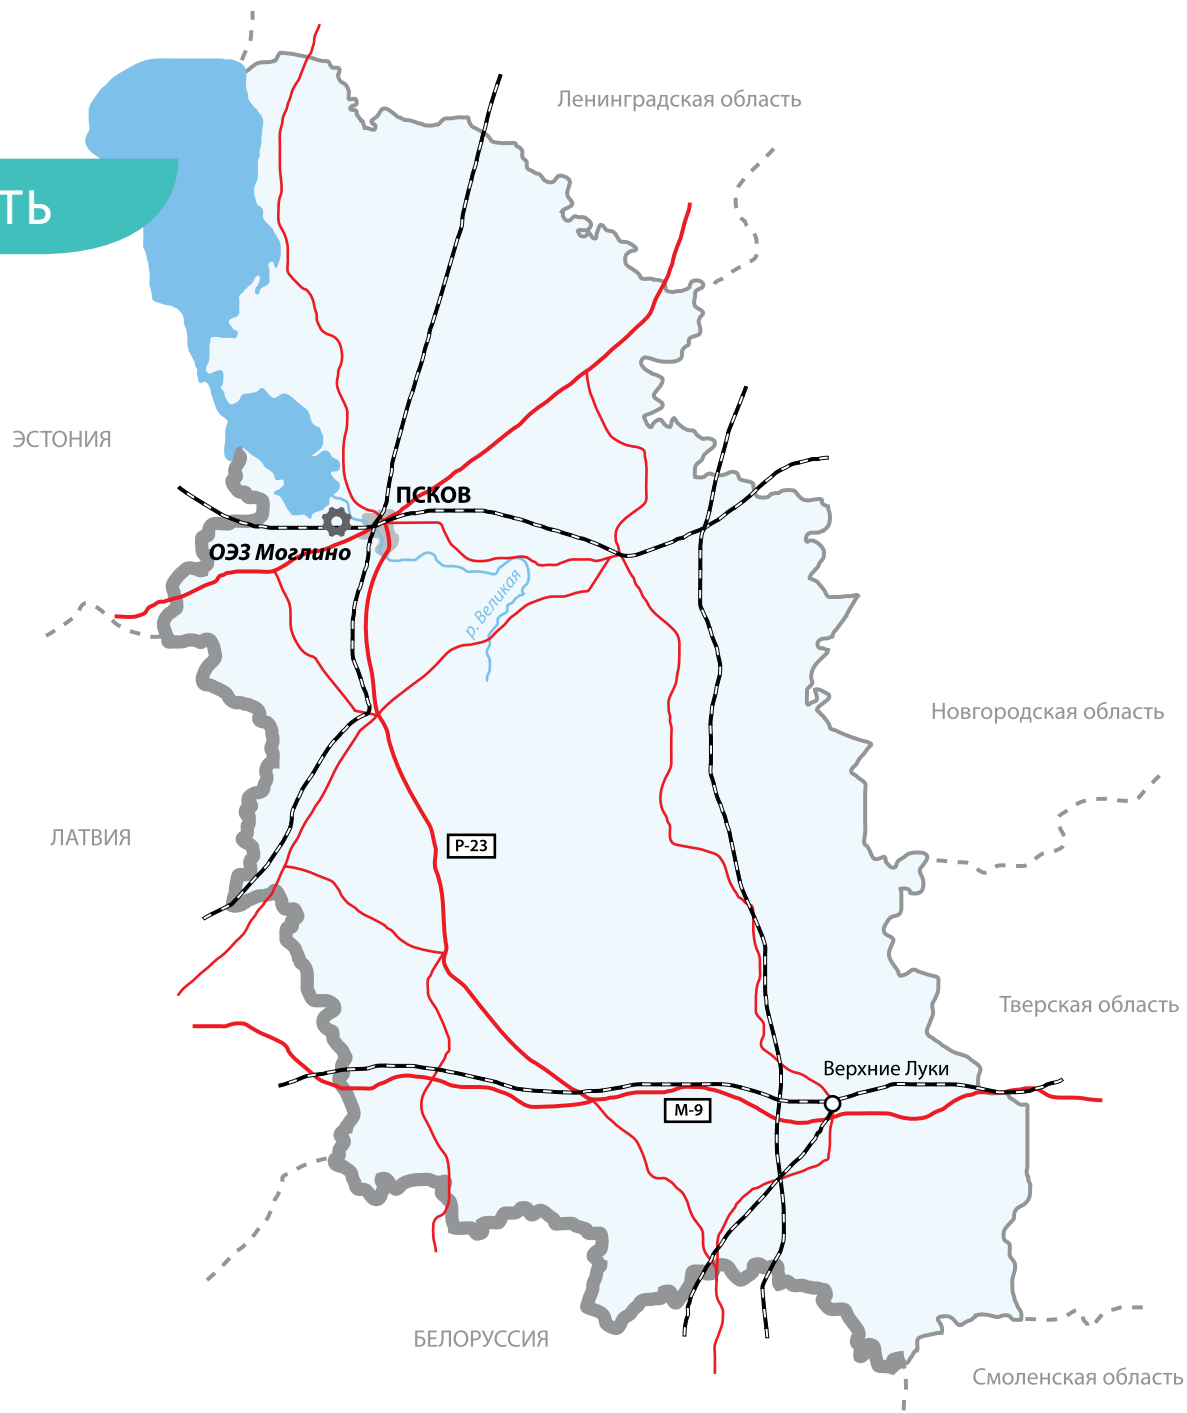 Ленинградская область
ТЬ
ЭСТОНИЯ
ПСКОВ
ОЭЗ Моглино
р. Великая
Новгородская область
ЛАТВИЯ
Р-23
Тверская область
Верхние Луки
М-9
БЕЛОРУССИЯ
Смоленская область